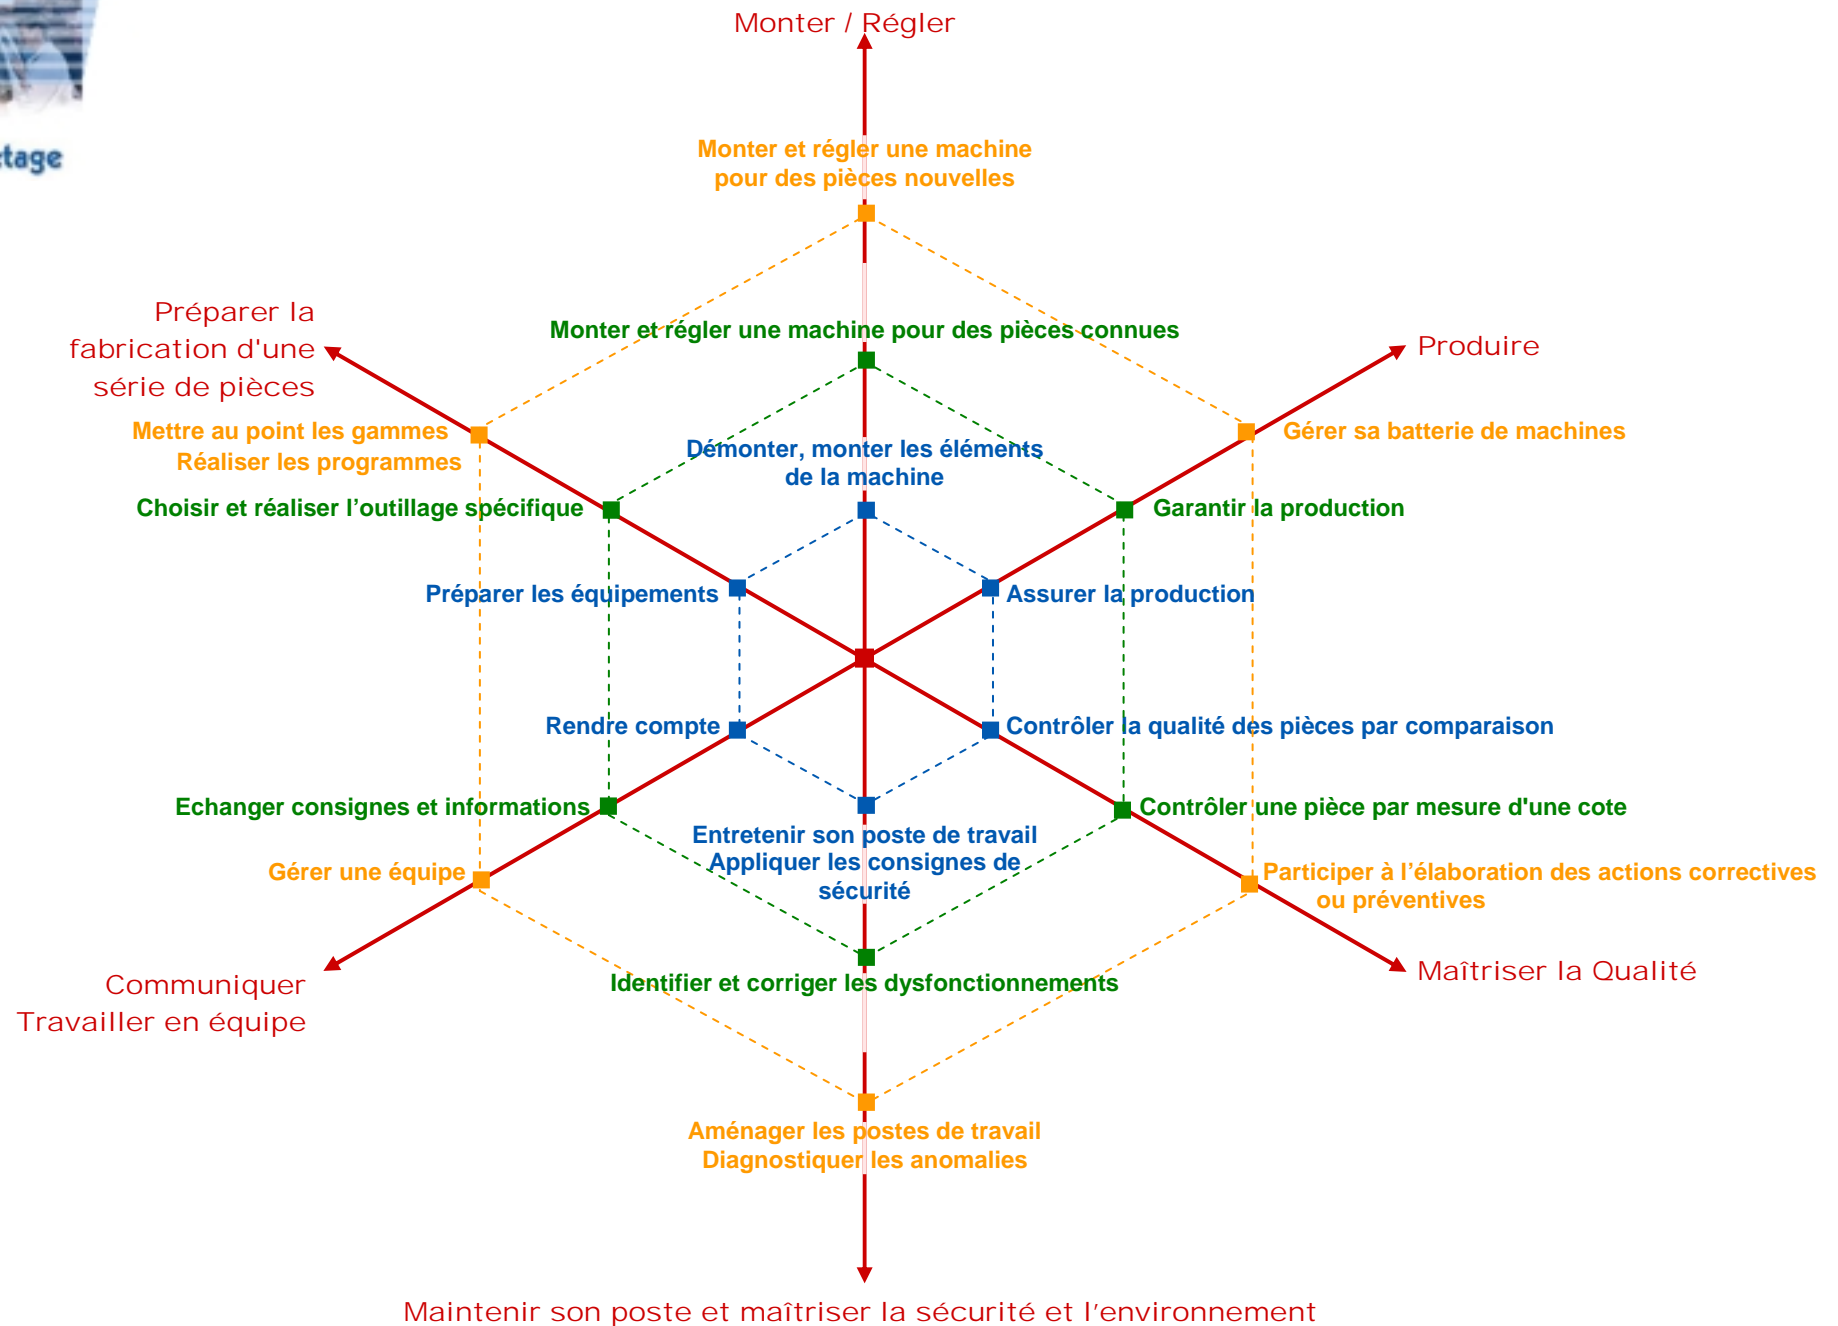 Monter / Régler
tage
Monter et régler une machine
pour des pièces nouvelles
Préparer la
fabrication d'une
série de pièces
Monter et régler une machine pour des pièces connues
Produire
Mettre au point les gammes
Réaliser les programmes
Démonter, monter les éléments
de la machine
Gérer sa batterie de machines
Choisir et réaliser l’outillage spécifique
Garantir la production
Préparer les équipements
Assurer la production
Rendre compte
Contrôler la qualité des pièces par comparaison
Echanger consignes et informations
Contrôler une pièce par mesure d'une cote
Entretenir son poste de travail
Appliquer les consignes de
sécurité
Gérer une équipe
Participer à l’élaboration des actions correctives
ou préventives
Communiquer
Travailler en équipe
Identifier et corriger les dysfonctionnements
Maîtriser la Qualité
Aménager les postes de travail
Diagnostiquer les anomalies
Maintenir son poste et maîtriser la sécurité et l’environnement